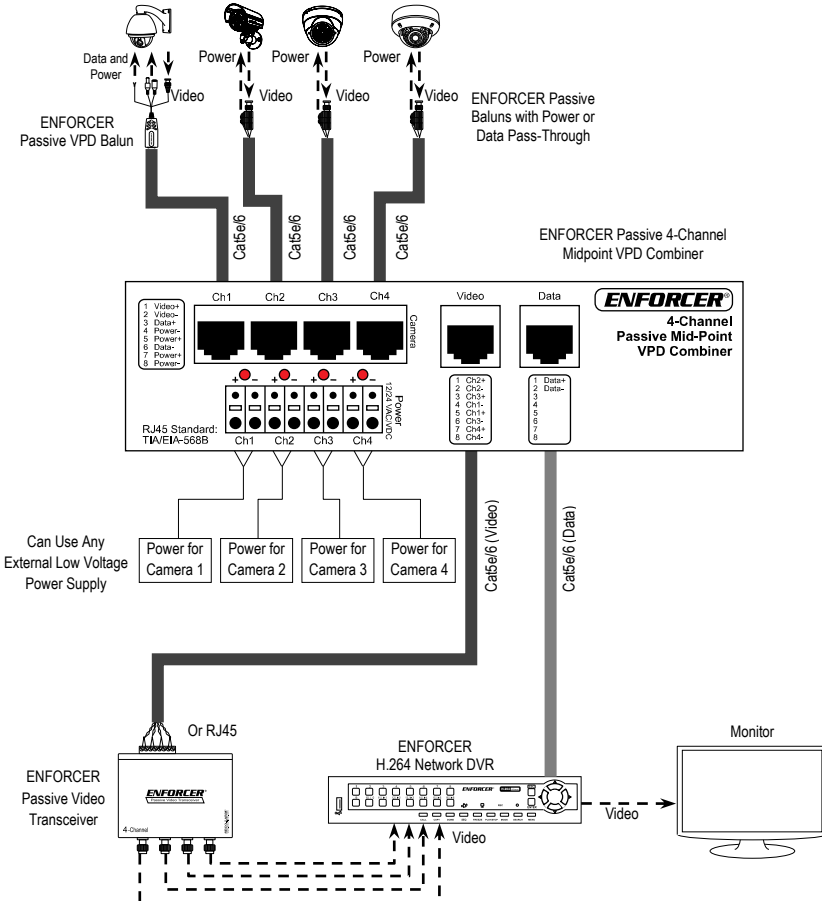 Data and
Power
Video
Power
Video
Power
Video
Power
Video
ENFORCER
Passive VPD Balun
ENFORCER Passive
Baluns with Power or
Data Pass-Through
Cat5e/6
Cat5e/6
Cat5e/6
Cat5e/6
ENFORCER Passive 4-Channel
Midpoint VPD Combiner
Ch1
Ch2
Ch3
Ch4
Video
Data
ENFORCER®
4-Channel
Passive Mid-Point
VPD Combiner
1 Video+
2 Video-
3 Data+
4 Power-
5 Power+
6 Data-
7 Power+
8 Power-
Camera
+ - + - + - + -
Power
12/24 VAC/VDC
1 Ch2+
2 Ch2-
3 Ch3+
4 Ch1-
5 Ch1+
6 Ch3-
7 Ch4+
8 Ch4-
1 Data+
2 Data-
3
4
5
6
7
8
RJ45 Standard:
TIA/EIA-568B
Ch1
Ch2
Ch3
Ch4
Can Use Any
External Low Voltage
Power Supply
Power for
Camera 1
Power for
Camera 2
Power for
Camera 3
Power for
Camera 4
Cat5e/6 (Video)
Cat5e/6 (Data)
Or RJ45
ENFORCER
Passive Video
Transceiver
ENFORCER®
Passive Video Transceiver
4-Channel
ENFORCER
H.264 Network DVR
ENFORCER
Video
Video
Monitor